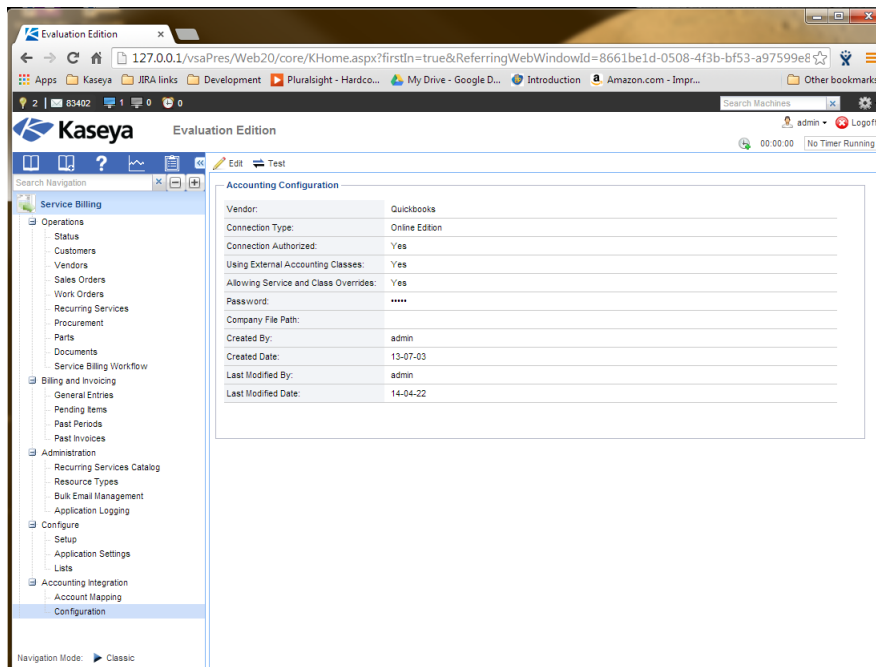 Evaluation Edition
127.0.0.1/vsaPres/Web20/core/KHome.aspx?firstIn=true&ReferringWebWindowId=8661be1d-0508-4f3b-bf53-a97599e8
Apps Kaseya JIRA links Development Pluralsight - Hardco... My Drive - Google D... Introduction Amazon.com - Impr... Other bookmarks
2 83402 1 0 0 Search Machines
Kaseya Evaluation Edition admin Logoff
00:00:00 No Timer Running
Edit Test
Search Navigation
Service Billing
Operations
Status
Customers
Vendors
Sales Orders
Work Orders
Recurring Services
Procurement
Parts
Documents
Service Billing Workflow
Billing and Invoicing
General Entries
Pending Items
Past Periods
Past Invoices
Administration
Recurring Services Catalog
Resource Types
Bulk Email Management
Application Logging
Configure
Setup
Application Settings
Lists
Accounting Integration
Account Mapping
Configuration
Navigation Mode: Classic
Accounting Configuration
Vendor: Quickbooks
Connection Type: Online Edition
Connection Authorized: Yes
Using External Accounting Classes: Yes
Allowing Service and Class Overrides: Yes
Password: •••••
Company File Path:
Created By: admin
Created Date: 13-07-03
Last Modified By: admin
Last Modified Date: 14-04-22